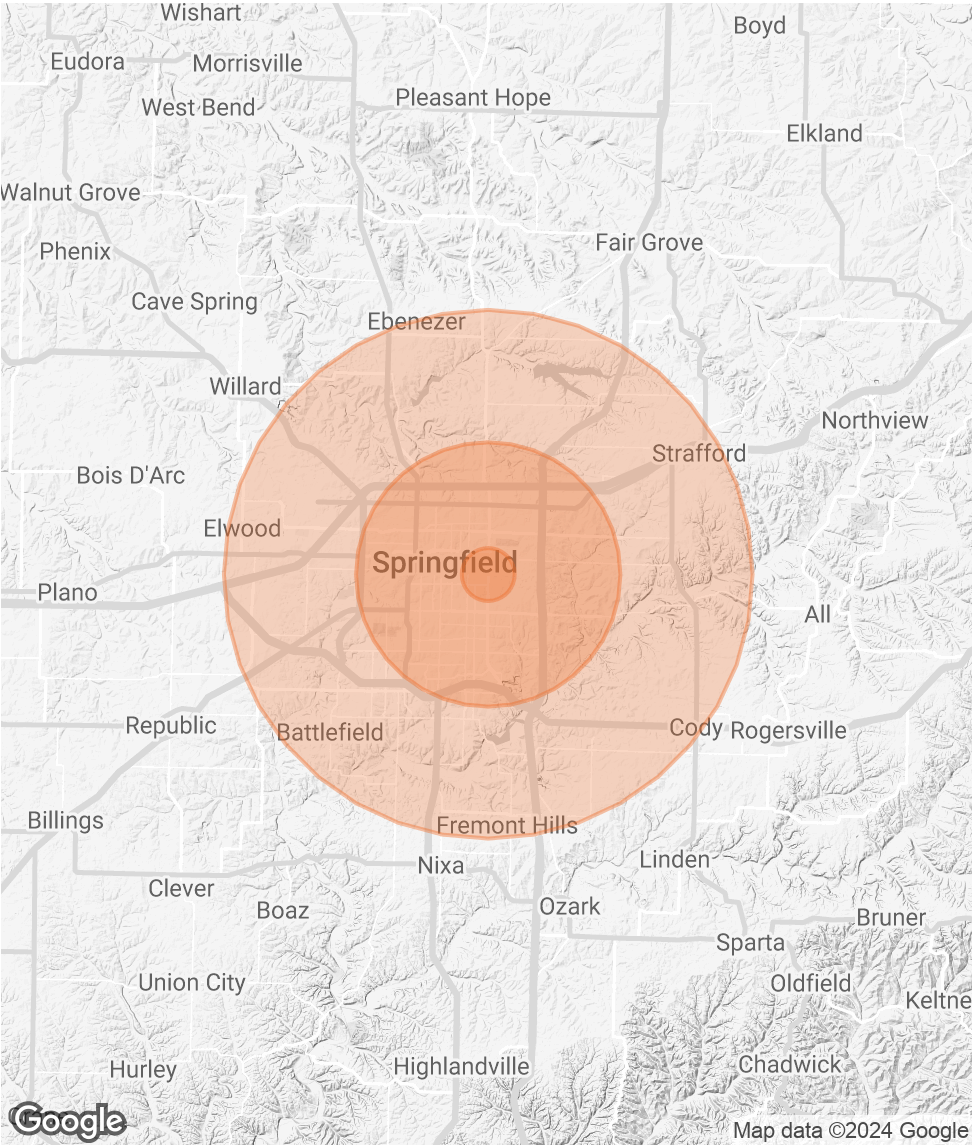 Wishart
Boyd
Eudora
Morrisville
West Bend
Pleasant Hope
Elkland
Walnut Grove
Fair Grove
Phenix
Cave Spring
Ebenezer
Willard
Northview
Strafford
Bois D'Arc
Elwood
Springfield
Plano
All
Republic
Battlefield
Cody
Rogersville
Billings
Fremont Hills
Nixa
Linden
Clever
Boaz
Ozark
Bruner
Sparta
Union City
Oldfield
Keltne
Hurley
Highlandville
Chadwick
Google
Map data ©2024 Google